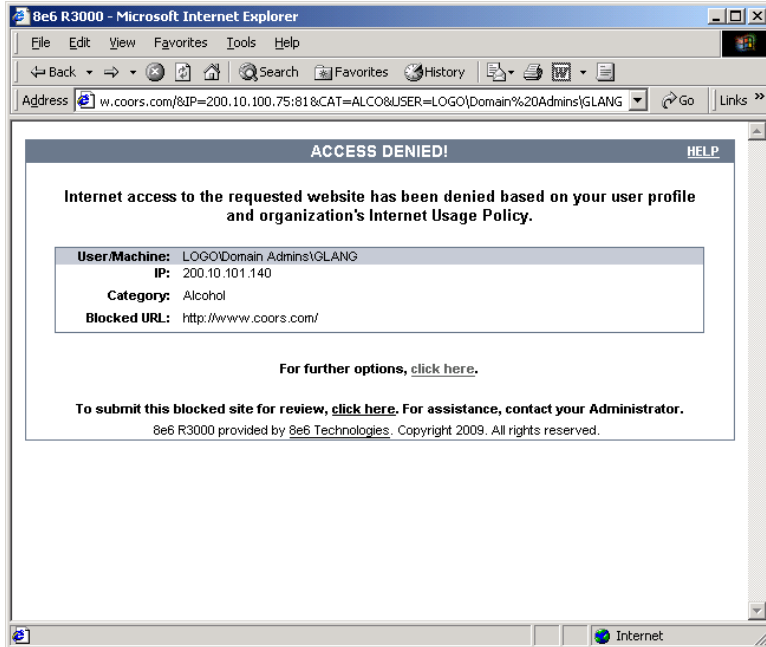 8e6 R3000 - Microsoft Internet Explorer
File Edit View Favorites Tools Help
Back Search Favorites History
Address w.coors.com/&IP=200.10.100.75:81&CAT=ALCO&USER=LOGO\Domain%20Admins\GLANG Go Links »
ACCESS DENIED! HELP
Internet access to the requested website has been denied based on your user profile
and organization's Internet Usage Policy.
User/Machine: LOGO\Domain Admins\GLANG
IP: 200.10.101.140
Category: Alcohol
Blocked URL: http://www.coors.com/
For further options, click here.
To submit this blocked site for review, click here. For assistance, contact your Administrator.
8e6 R3000 provided by 8e6 Technologies. Copyright 2009. All rights reserved.
Internet